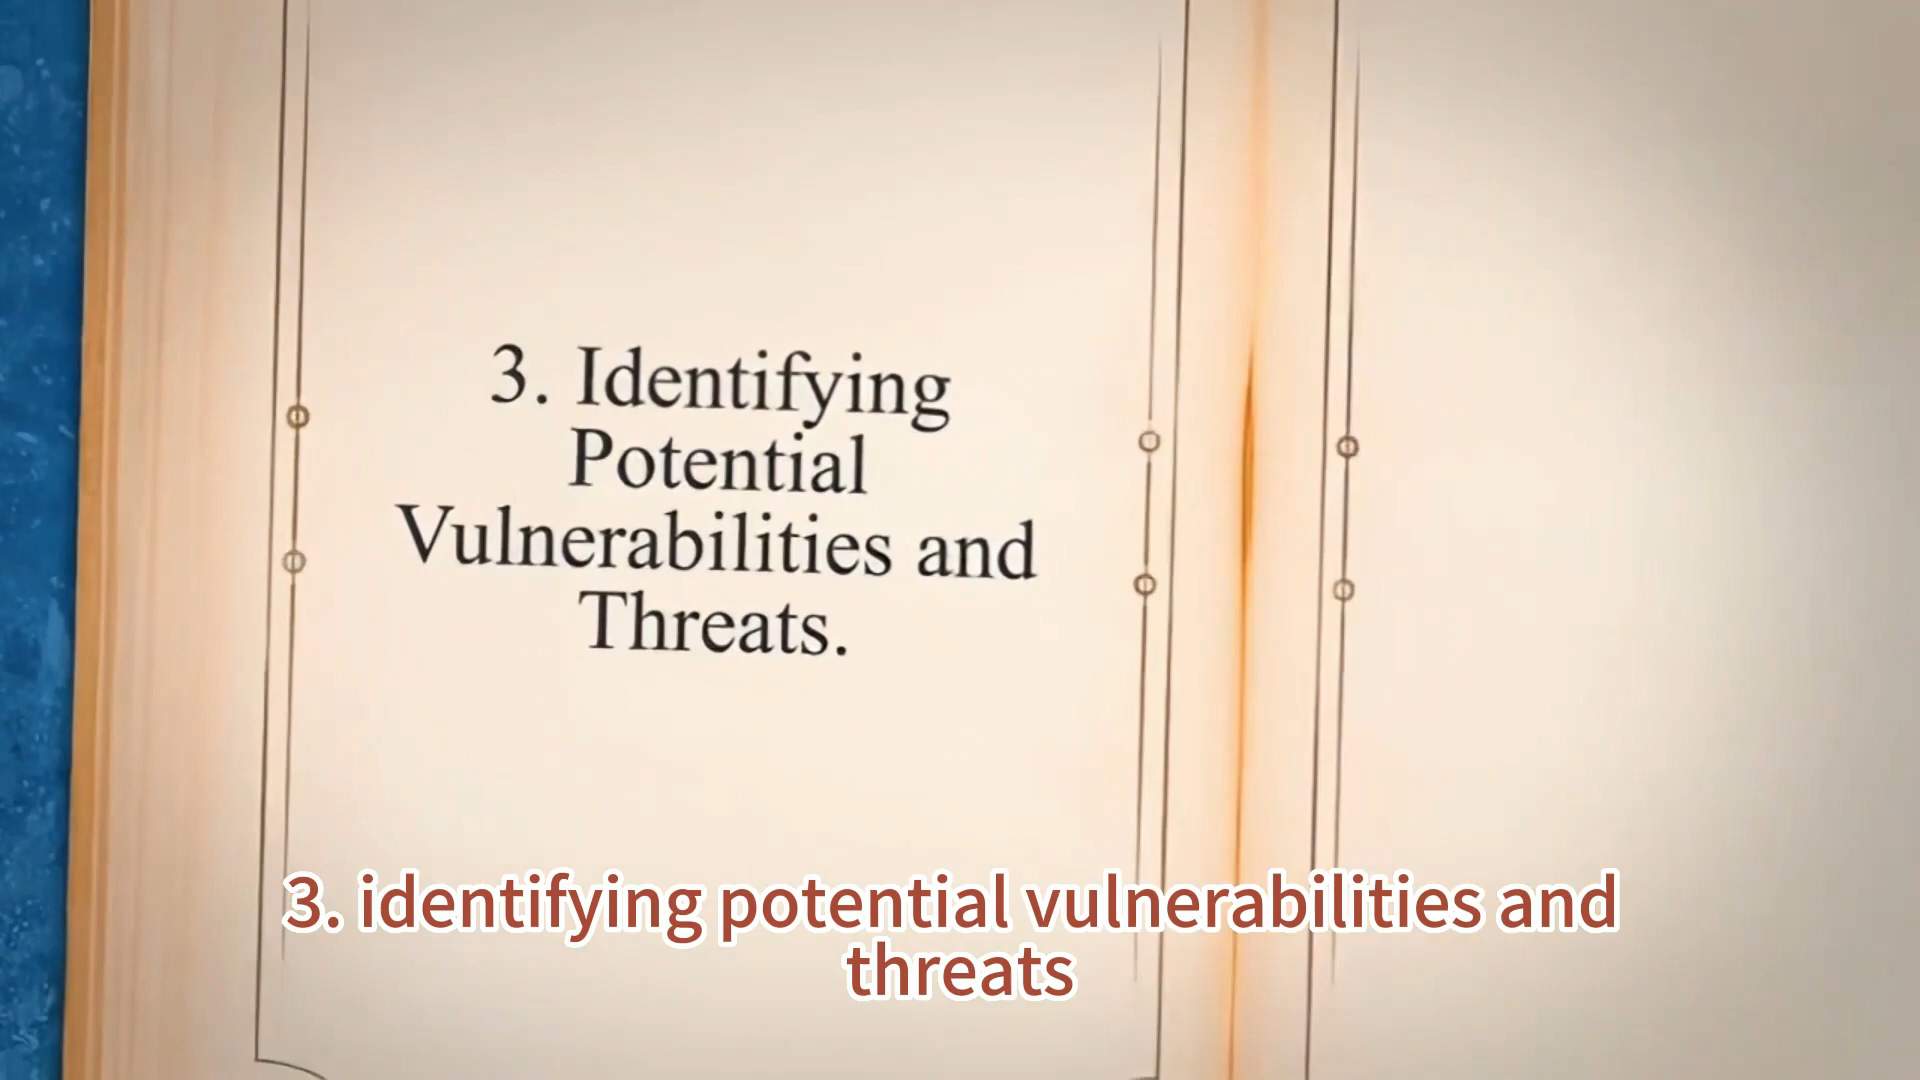 3. Identifying
Potential
Vulnerabilities and
Threats.
3. identifying potential vulnerabilities and
threats